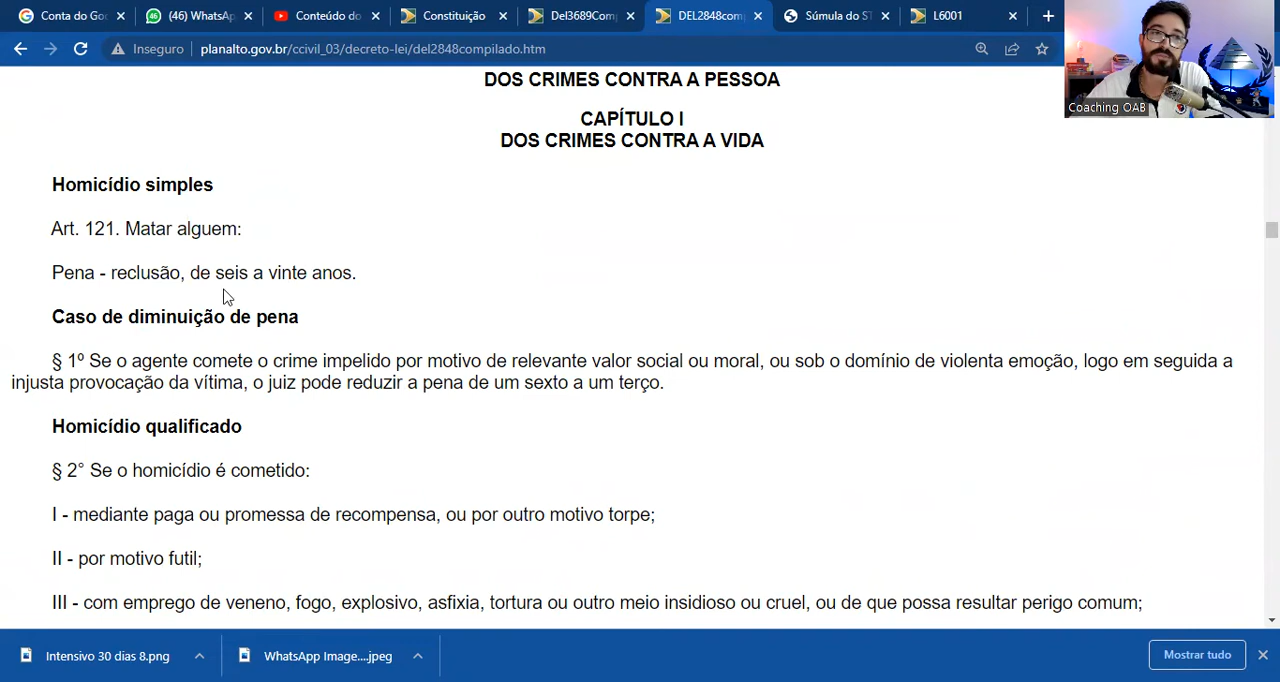 Conta do Goo
(46) WhatsAp
Conteúdo do
Constituição
Del3689Comp
DEL2848comp
Súmula do ST
L6001
Inseguro
planalto.gov.br/ccivil_03/decreto-lei/del2848compilado.htm
Coaching OAB
DOS CRIMES CONTRA A PESSOA
CAPÍTULO I
DOS CRIMES CONTRA A VIDA
Homicídio simples
Art. 121. Matar alguem:
Pena - reclusão, de seis a vinte anos.
Caso de diminuição de pena
§ 1º Se o agente comete o crime impelido por motivo de relevante valor social ou moral, ou sob o domínio de violenta emoção, logo em seguida a
injusta provocação da vítima, o juiz pode reduzir a pena de um sexto a um terço.
Homicídio qualificado
§ 2° Se o homicídio é cometido:
I - mediante paga ou promessa de recompensa, ou por outro motivo torpe;
II - por motivo futil;
III - com emprego de veneno, fogo, explosivo, asfixia, tortura ou outro meio insidioso ou cruel, ou de que possa resultar perigo comum;
Intensivo 30 dias 8.png
WhatsApp Image....jpeg
Mostrar tudo